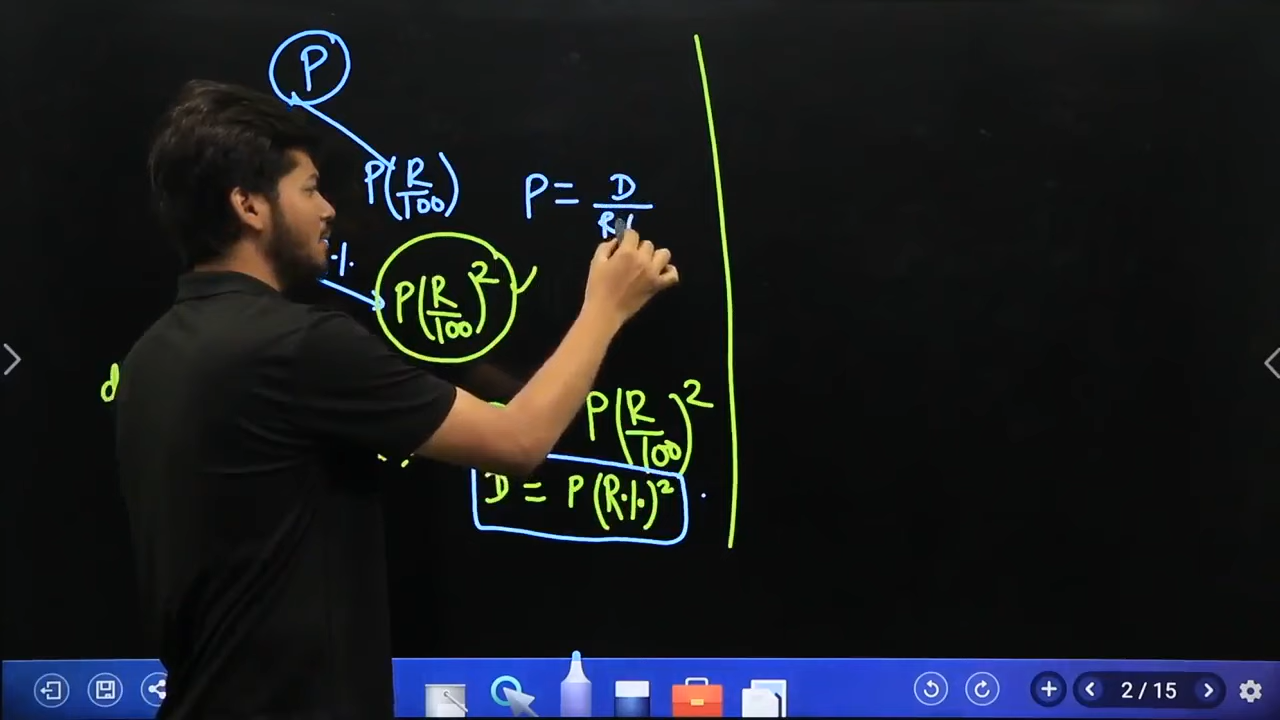 P
P(R/100)
P = D/R%
%
P(R/100)²
d
P(R/100)²
D = P(R%)²
2 / 15